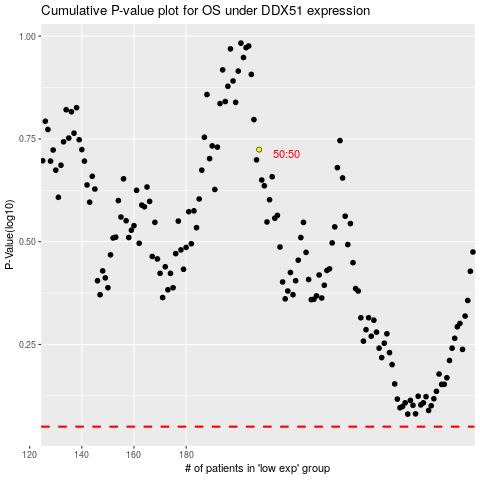 Cumulative P-value plot for OS under DDX51 expression
1.00
0.75
0.50
0.25
P-Value(log10)
50:50
120 140 160 180
# of patients in 'low exp' group